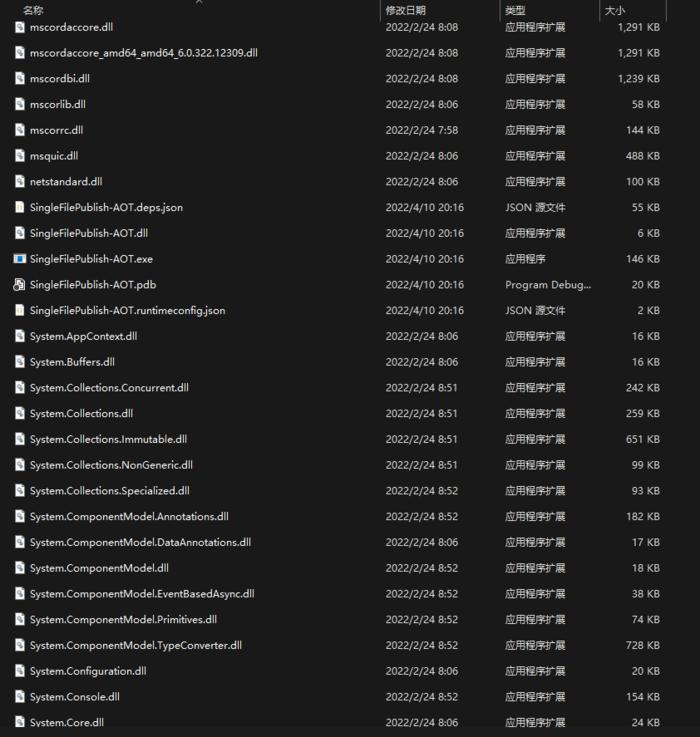 名称 修改日期 类型 大小
mscordaccore.dll 2022/2/24 8:08 应用程序扩展 1,291 KB
mscordaccore_amd64_amd64_6.0.322.12309.dll 2022/2/24 8:08 应用程序扩展 1,291 KB
mscordbi.dll 2022/2/24 8:08 应用程序扩展 1,239 KB
mscorlib.dll 2022/2/24 8:06 应用程序扩展 58 KB
mscorrc.dll 2022/2/24 7:58 应用程序扩展 144 KB
msquic.dll 2022/2/24 8:06 应用程序扩展 488 KB
netstandard.dll 2022/2/24 8:06 应用程序扩展 100 KB
SingleFilePublish-AOT.deps.json 2022/4/10 20:16 JSON 源文件 55 KB
SingleFilePublish-AOT.dll 2022/4/10 20:16 应用程序扩展 6 KB
SingleFilePublish-AOT.exe 2022/4/10 20:16 应用程序 146 KB
SingleFilePublish-AOT.pdb 2022/4/10 20:16 Program Debug... 20 KB
SingleFilePublish-AOT.runtimeconfig.json 2022/4/10 20:16 JSON 源文件 2 KB
System.AppContext.dll 2022/2/24 8:06 应用程序扩展 16 KB
System.Buffers.dll 2022/2/24 8:06 应用程序扩展 16 KB
System.Collections.Concurrent.dll 2022/2/24 8:51 应用程序扩展 242 KB
System.Collections.dll 2022/2/24 8:51 应用程序扩展 259 KB
System.Collections.Immutable.dll 2022/2/24 8:51 应用程序扩展 651 KB
System.Collections.NonGeneric.dll 2022/2/24 8:51 应用程序扩展 99 KB
System.Collections.Specialized.dll 2022/2/24 8:52 应用程序扩展 93 KB
System.ComponentModel.Annotations.dll 2022/2/24 8:52 应用程序扩展 182 KB
System.ComponentModel.DataAnnotations.dll 2022/2/24 8:06 应用程序扩展 17 KB
System.ComponentModel.dll 2022/2/24 8:52 应用程序扩展 18 KB
System.ComponentModel.EventBasedAsync.dll 2022/2/24 8:52 应用程序扩展 38 KB
System.ComponentModel.Primitives.dll 2022/2/24 8:52 应用程序扩展 74 KB
System.ComponentModel.TypeConverter.dll 2022/2/24 8:52 应用程序扩展 728 KB
System.Configuration.dll 2022/2/24 8:06 应用程序扩展 20 KB
System.Console.dll 2022/2/24 8:52 应用程序扩展 154 KB
System.Core.dll 2022/2/24 8:06 应用程序扩展 24 KB